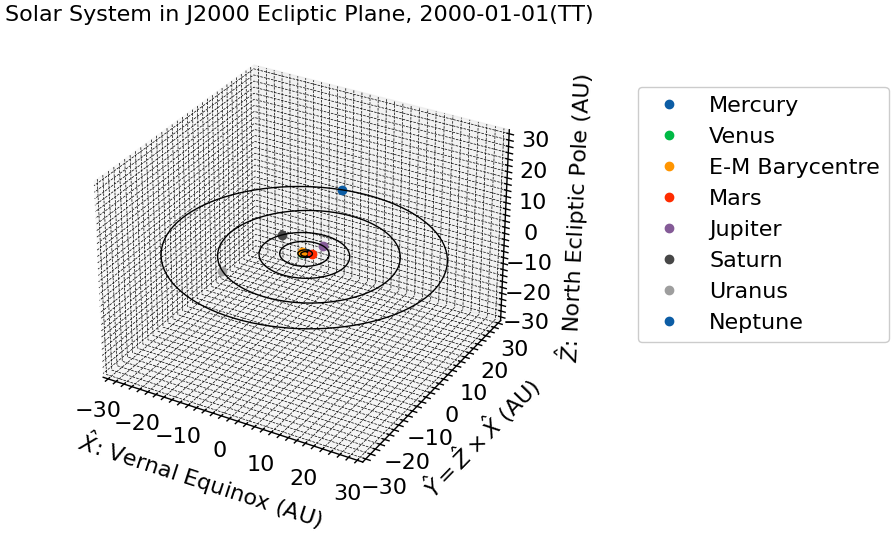 Solar System in J2000 Ecliptic Plane, 2000-01-01(TT)
Mercury
Venus
E-M Barycentre
Mars
Jupiter
Saturn
Uranus
Neptune
30
20
10
0
−10
−20
−30
Ẑ: North Ecliptic Pole (AU)
30
20
10
0
−10
−20
−30
Ŷ = Ẑ × X̂ (AU)
−30
−20
−10
0
10
20
30
X̂: Vernal Equinox (AU)